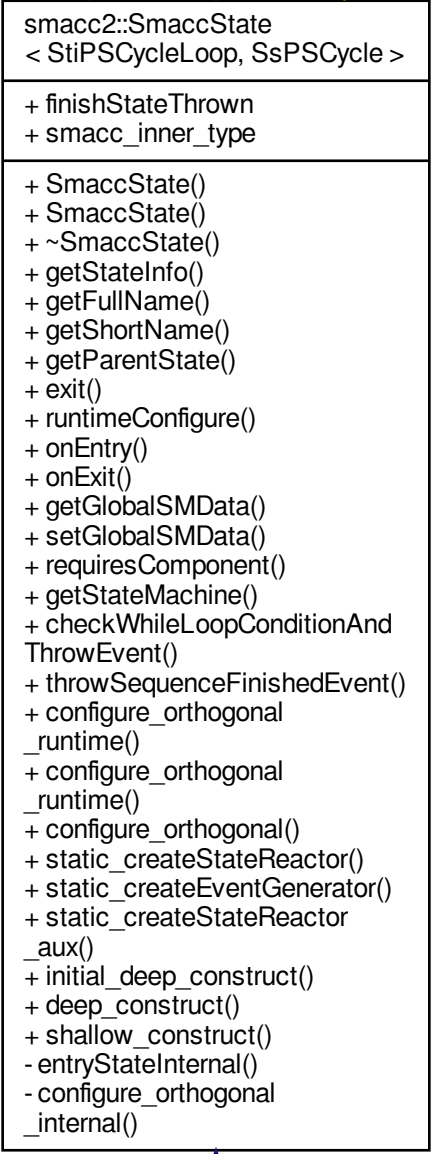 smacc2::SmaccState
< StiPSCycleLoop, SsPSCycle >
+ finishStateThrown
+ smacc_inner_type
+ SmaccState()
+ SmaccState()
+ ~SmaccState()
+ getStateInfo()
+ getFullName()
+ getShortName()
+ getParentState()
+ exit()
+ runtimeConfigure()
+ onEntry()
+ onExit()
+ getGlobalSMData()
+ setGlobalSMData()
+ requiresComponent()
+ getStateMachine()
+ checkWhileLoopConditionAnd
ThrowEvent()
+ throwSequenceFinishedEvent()
+ configure_orthogonal
_runtime()
+ configure_orthogonal
_runtime()
+ configure_orthogonal()
+ static_createStateReactor()
+ static_createEventGenerator()
+ static_createStateReactor
_aux()
+ initial_deep_construct()
+ deep_construct()
+ shallow_construct()
- entryStateInternal()
- configure_orthogonal
_internal()